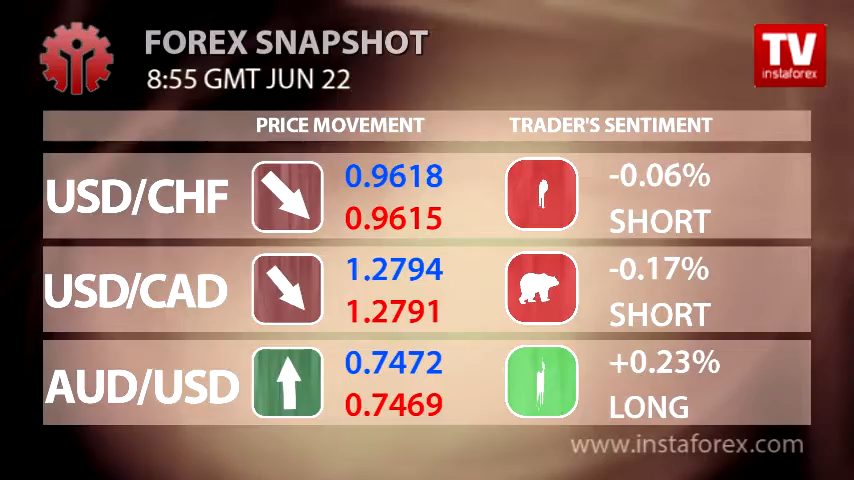 FOREX SNAPSHOT
8:55 GMT JUN 22
TV
instaforex
PRICE MOVEMENT TRADER'S SENTIMENT
USD/CHF
0.9618
0.9615
-0.06%
SHORT
USD/CAD
1.2794
1.2791
-0.17%
SHORT
AUD/USD
0.7472
0.7469
+0.23%
LONG
www.instaforex.com